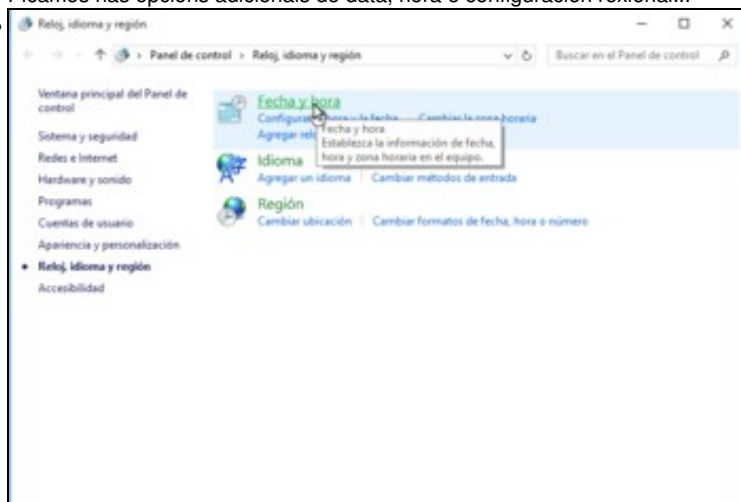 Picamos nas opcións adicionais de data, hora e configuración rexional...
Reloj, idioma y región
Panel de control > Reloj, idioma y región
Buscar en el Panel de control
Ventana principal del Panel de
control
Sistema y seguridad
Redes e Internet
Hardware y sonido
Programas
Cuentas de usuario
Apariencia y personalización
Reloj, idioma y región
Accesibilidad
Fecha y hora
la fecha Cambiar la zona horaria
Agregar
Fecha y hora
Establezca la información de fecha,
hora y zona horaria en el equipo.
Idioma
Agregar un idioma Cambiar métodos de entrada
Región
Cambiar ubicación Cambiar formatos de fecha, hora o número